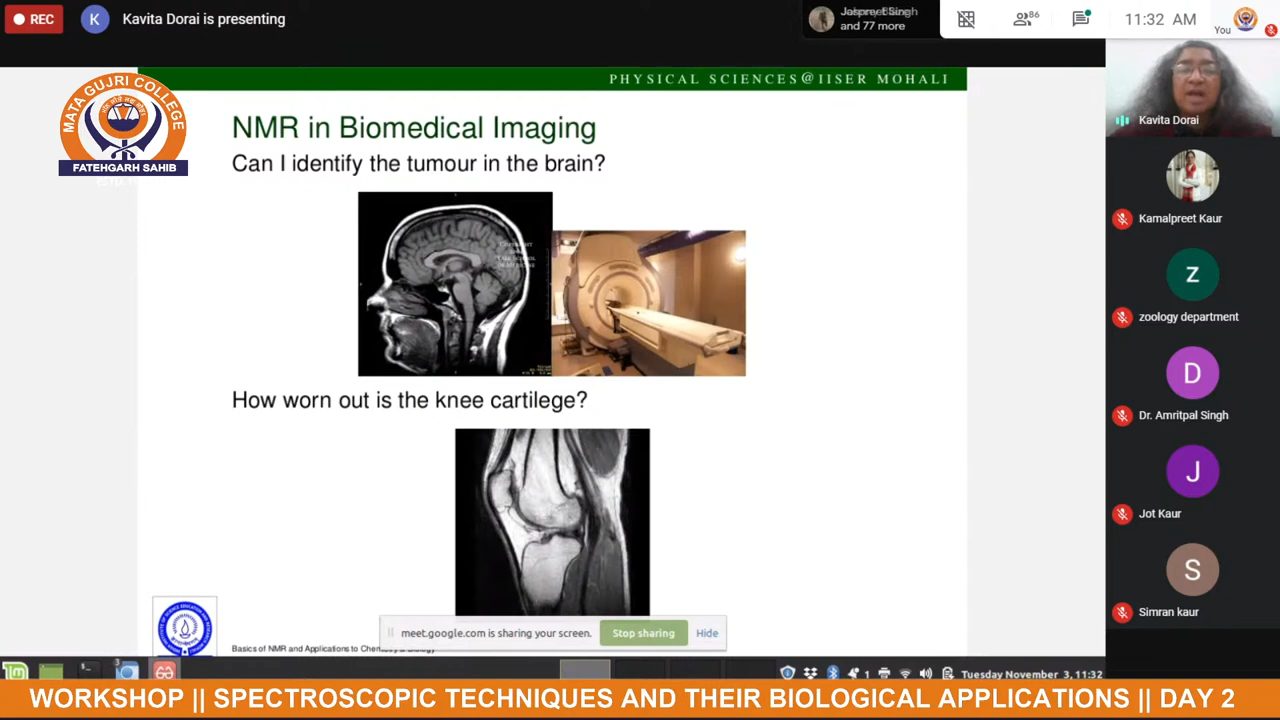 REC
K
Kavita Dorai is presenting
and 77 more
86
11:32 AM
You
MATA GUJRI COLLEGE
FATEHGARH SAHIB
PHYSICAL SCIENCES@IISER MOHALI
NMR in Biomedical Imaging
Can I identify the tumour in the brain?
How worn out is the knee cartilege?
meet.google.com is sharing your screen.
Stop sharing
Hide
Basics of NMR and Applications to Chemistry & Biology
Kavita Dorai
Kamalpreet Kaur
z
zoology department
D
Dr. Amritpal Singh
J
Jot Kaur
S
Simran kaur
3
1
Tuesday November 3, 11:32
WORKSHOP || SPECTROSCOPIC TECHNIQUES AND THEIR BIOLOGICAL APPLICATIONS || DAY 2